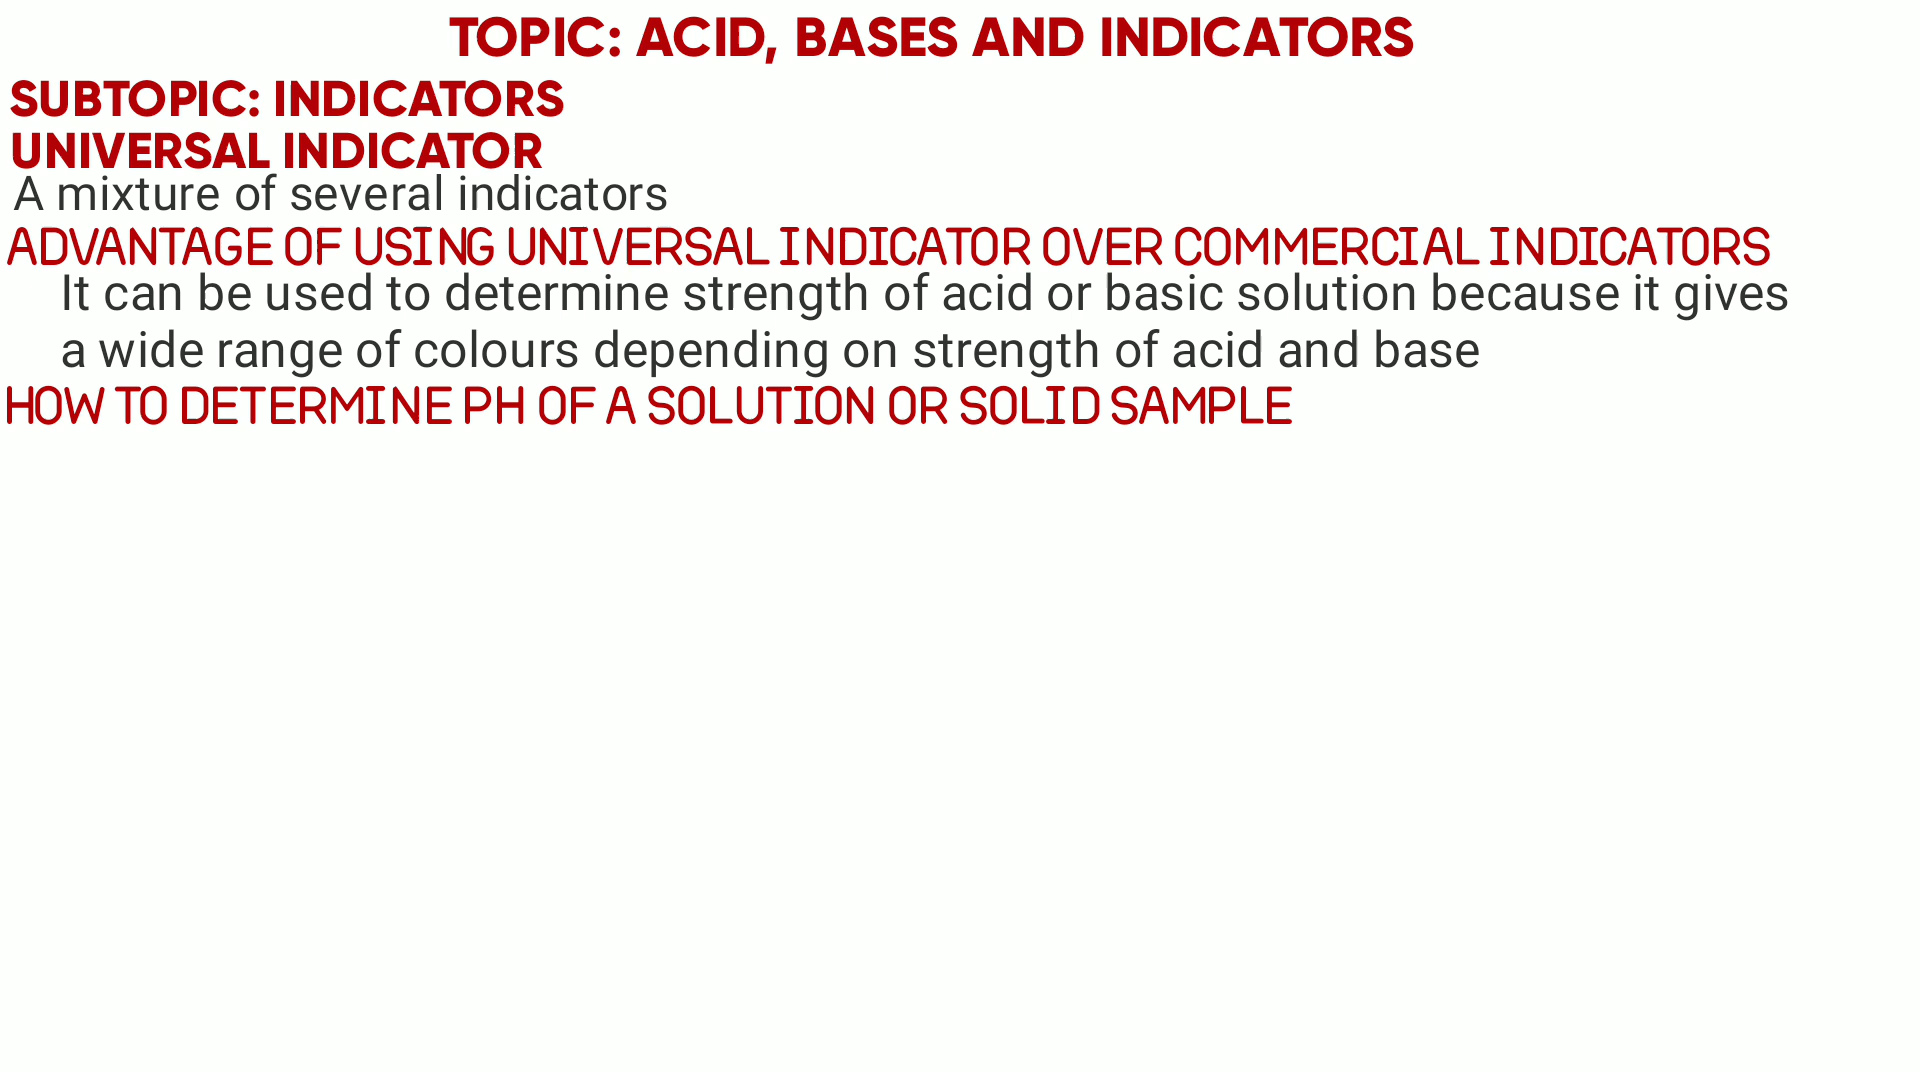 TOPIC: ACID, BASES AND INDICATORS
SUBTOPIC: INDICATORS
UNIVERSAL INDICATOR
A mixture of several indicators
ADVANTAGE OF USING UNIVERSAL INDICATOR OVER COMMERCIAL INDICATORS
It can be used to determine strength of acid or basic solution because it gives
a wide range of colours depending on strength of acid and base
HOW TO DETERMINE PH OF A SOLUTION OR SOLID SAMPLE